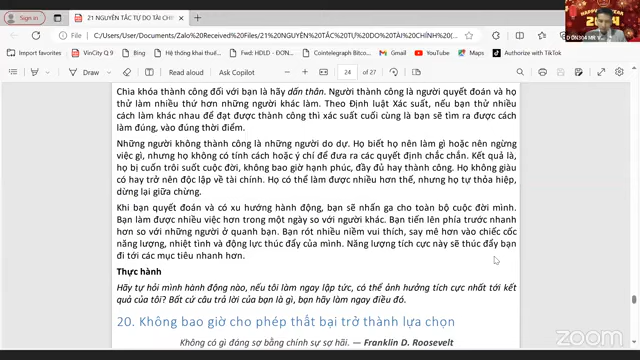 Sign in
21 NGUYÊN TẮC TỰ DO TÀI CHÍN
C:/Users/User/Documents/Zalo%20Received%20Files/21%20NGUYÊN%20TẮC%20TỰ%20DO%20TÀI%20CHÍNH%20(
Import favorites
VinCity Q9
Bing
Hệ thống khai thuế
Fwd: HDLD. - ĐƠN
Cointelegraph Bitco
Gmail
YouTube
Maps
Authorize with TikTok
Draw
Read aloud
Ask Copilot
24
of 27
Chìa khóa thành công đối với bạn là hãy dấn thân. Người thành công là người quyết đoán và họ
thử làm nhiều thứ hơn những người khác làm. Theo Định luật Xác suất, nếu bạn thử nhiều
cách làm khác nhau để đạt được thành công thì xác suất cuối cùng là bạn sẽ tìm ra được cách
làm đúng, vào đúng thời điểm.
Những người không thành công là những người do dự. Họ biết họ nên làm gì hoặc nên ngừng
việc gì, nhưng họ không có tính cách hoặc ý chí để đưa ra các quyết định chắc chắn. Kết quả là,
họ bị cuốn trôi suốt cuộc đời, không bao giờ hạnh phúc, đầy đủ hay thành công. Họ không giàu
có hay trở nên độc lập về tài chính. Họ có thể làm được nhiều hơn thế, nhưng họ tự thỏa hiệp,
dừng lại giữa chừng.
Khi bạn quyết đoán và có xu hướng hành động, bạn sẽ nhấn ga cho toàn bộ cuộc đời mình.
Bạn làm được nhiều việc hơn trong một ngày so với người khác. Bạn tiến lên phía trước nhanh
hơn so với những người ở quanh bạn. Bạn rót nhiều niềm vui thích, say mê hơn vào chiếc cốc
năng lượng, nhiệt tình và động lực thúc đẩy của mình. Năng lượng tích cực này sẽ thúc đẩy bạn
đi tới các mục tiêu nhanh hơn.
Thực hành
Hãy tự hỏi mình hành động nào, nếu tôi làm ngay lập tức, có thể ảnh hưởng tích cực nhất tới kết
quả của tôi? Bất cứ câu trả lời của bạn là gì, bạn hãy làm ngay điều đó.
20. Không bao giờ cho phép thất bại trở thành lựa chọn
Không có gì đáng sợ bằng chính sự sợ hãi. — Franklin D. Roosevelt
zoom